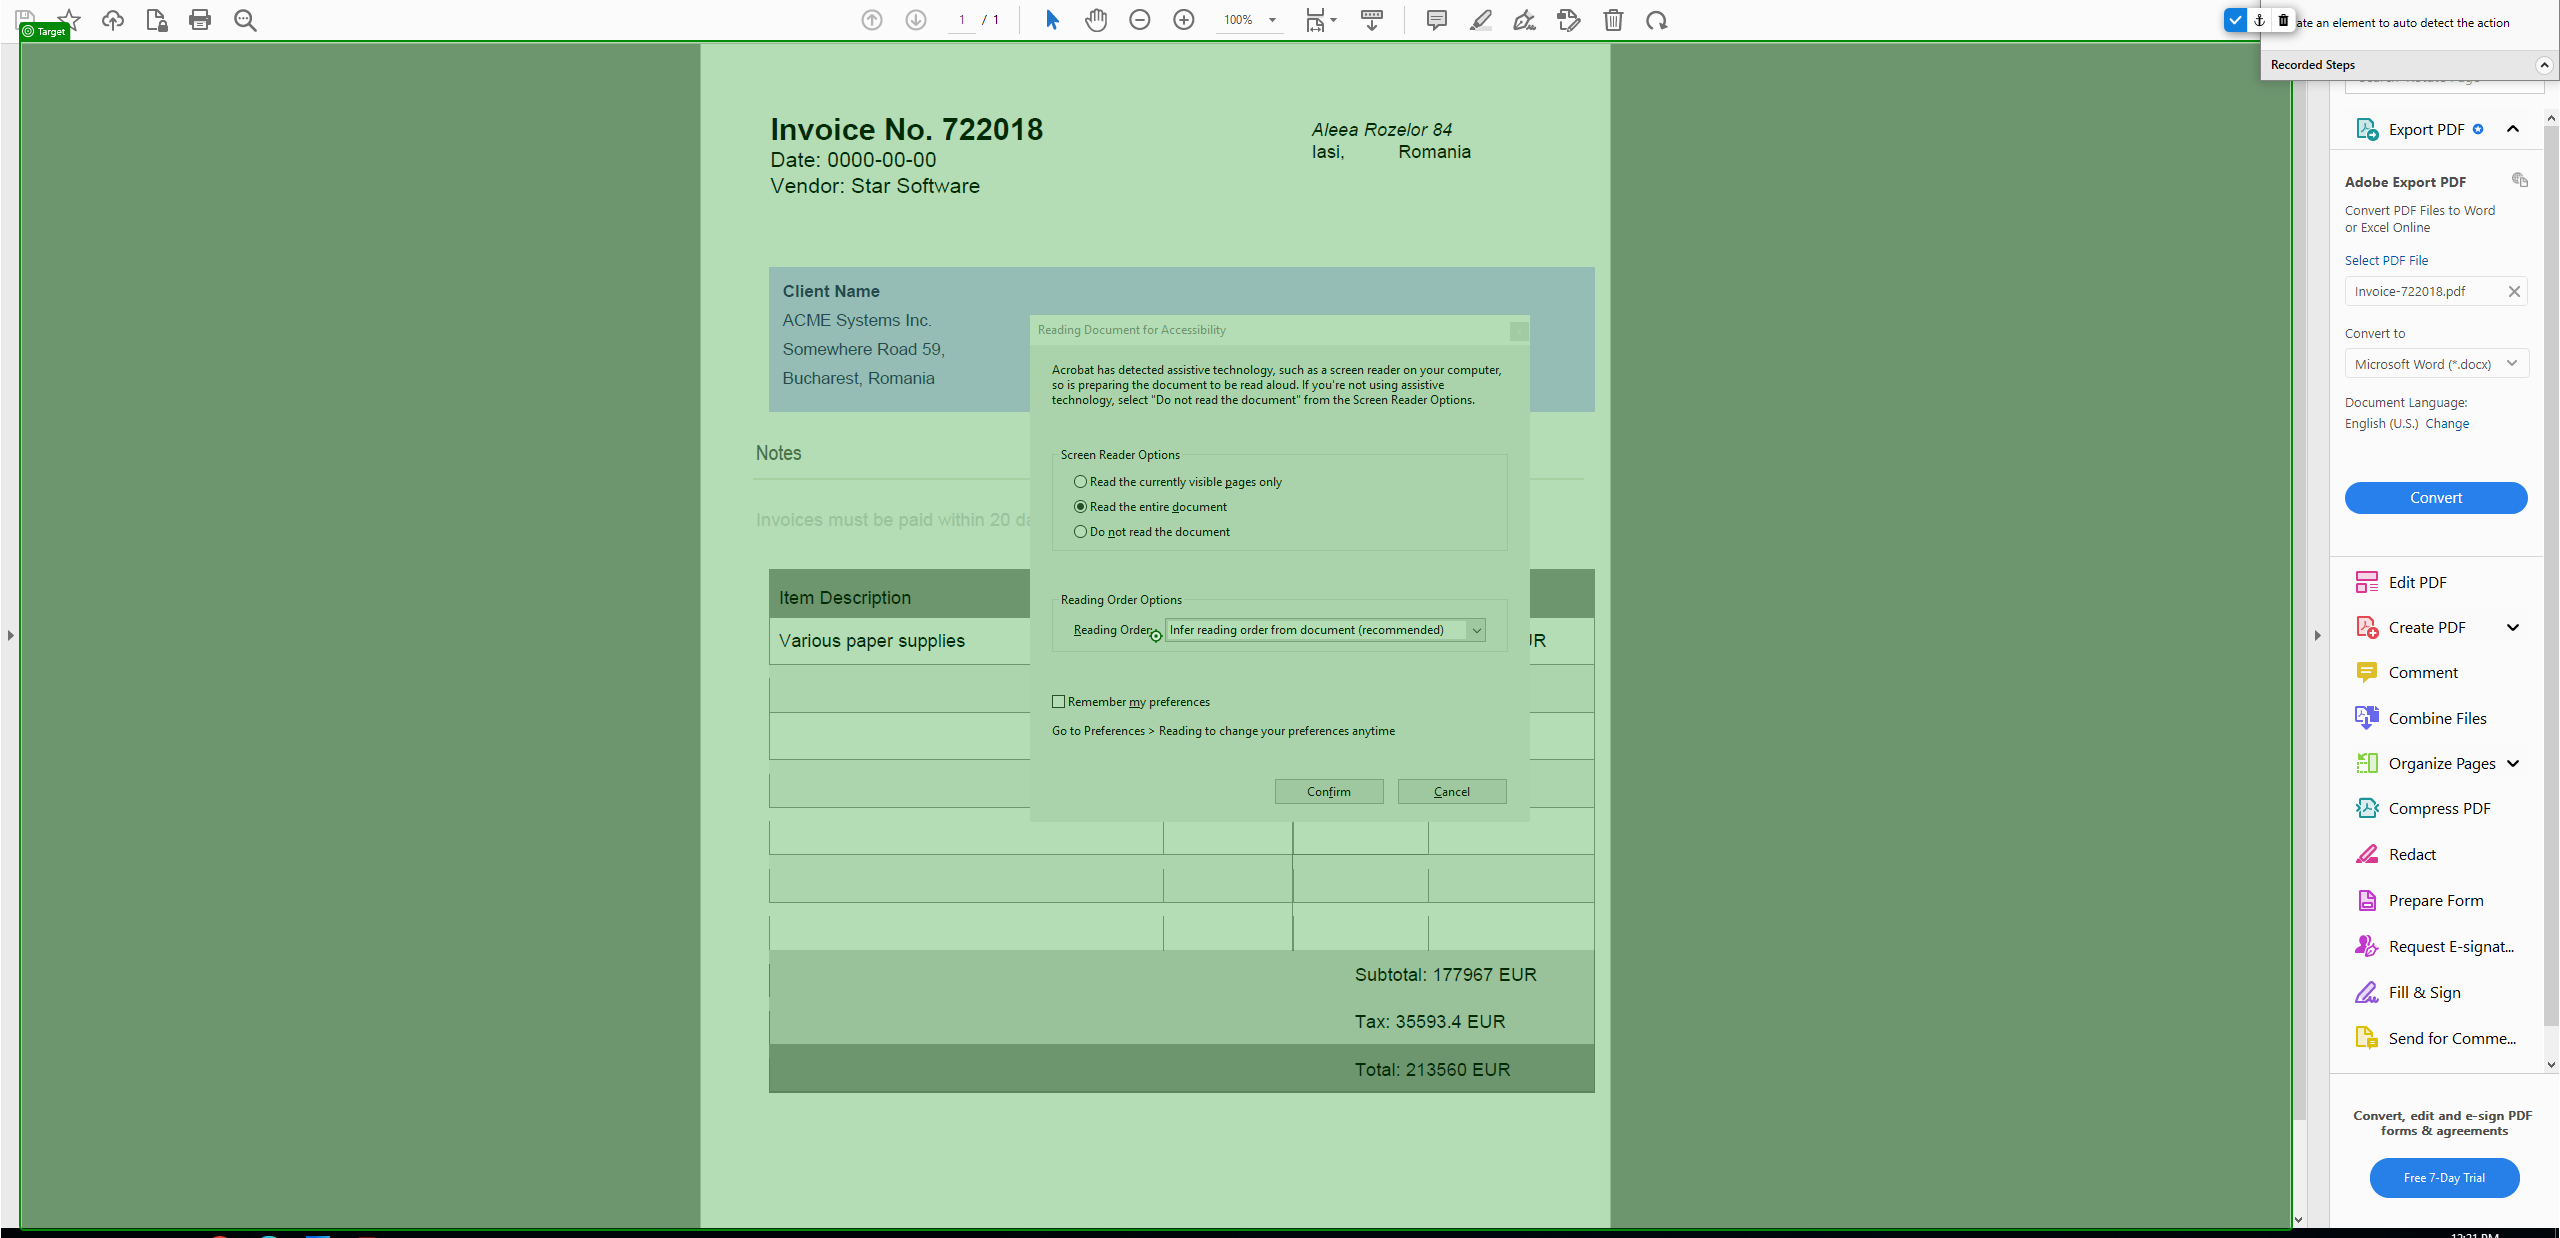 Target
1 / 1
100%
ate an element to auto detect the action
Recorded Steps
Invoice No. 722018
Date: 0000-00-00
Vendor: Star Software
Aleea Rozelor 84
Iasi, Romania
Client Name
ACME Systems Inc.
Somewhere Road 59,
Bucharest, Romania
Notes
Invoices must be paid within 20 da
Item Description
Various paper supplies
UR
Subtotal: 177967 EUR
Tax: 35593.4 EUR
Total: 213560 EUR
Reading Document for Accessibility
Acrobat has detected assistive technology, such as a screen reader on your computer,
so is preparing the document to be read aloud. If you're not using assistive
technology, select "Do not read the document" from the Screen Reader Options.
Screen Reader Options
Read the currently visible pages only
Read the entire document
Do not read the document
Reading Order Options
Reading Order: Infer reading order from document (recommended)
Remember my preferences
Go to Preferences > Reading to change your preferences anytime
Confirm Cancel
Export PDF
Adobe Export PDF
Convert PDF Files to Word
or Excel Online
Select PDF File
Invoice-722018.pdf
Convert to
Microsoft Word (*.docx)
Document Language:
English (U.S.) Change
Convert
Edit PDF
Create PDF
Comment
Combine Files
Organize Pages
Compress PDF
Redact
Prepare Form
Request E-signat...
Fill & Sign
Send for Comme...
Convert, edit and e-sign PDF
forms & agreements
Free 7-Day Trial